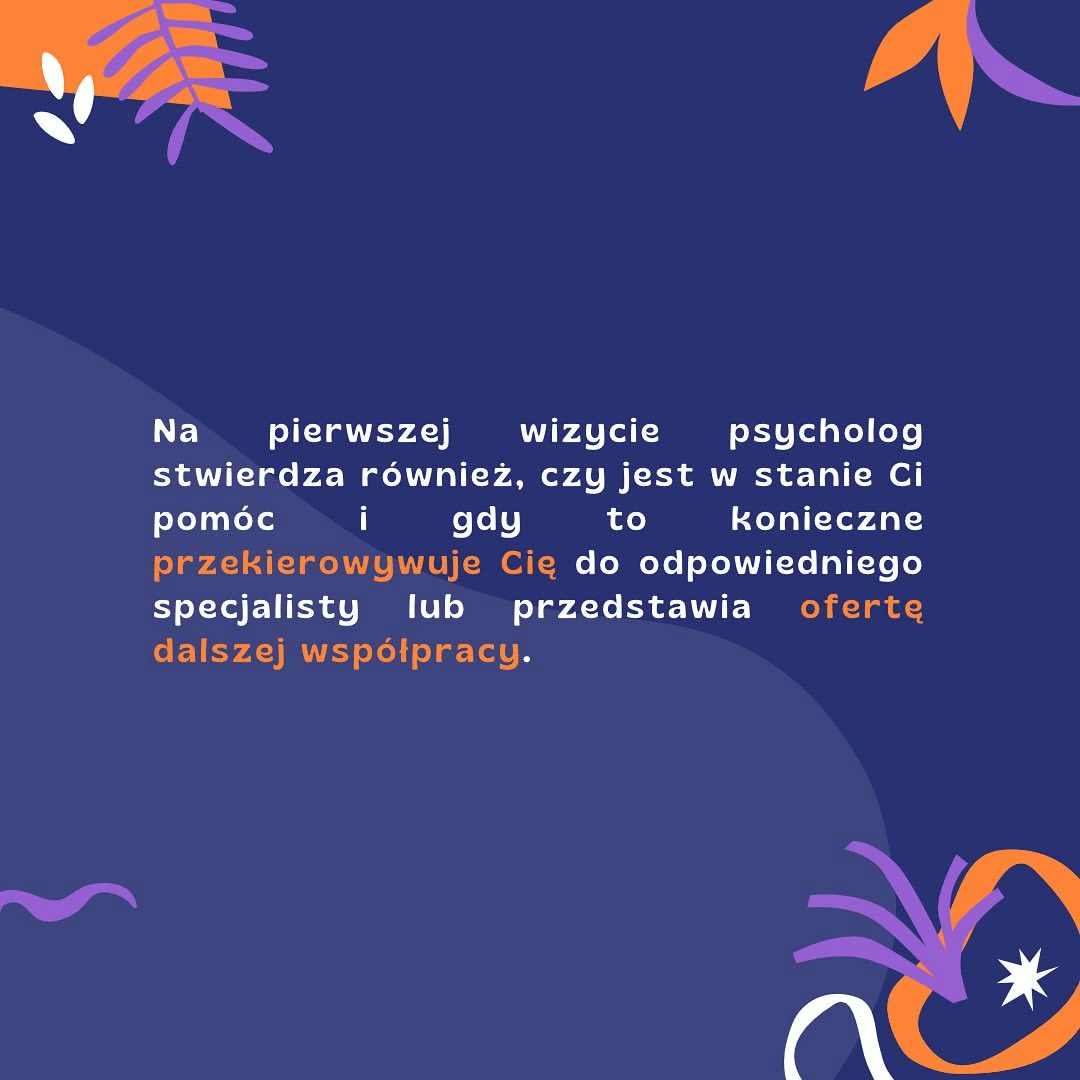 Na pierwszej wizycie psycholog
stwierdza również, czy jest w stanie Ci
pomóc i gdy to konieczne
przekierowywuje Cię do odpowiedniego
specjalisty lub przedstawia ofertę
dalszej współpracy.